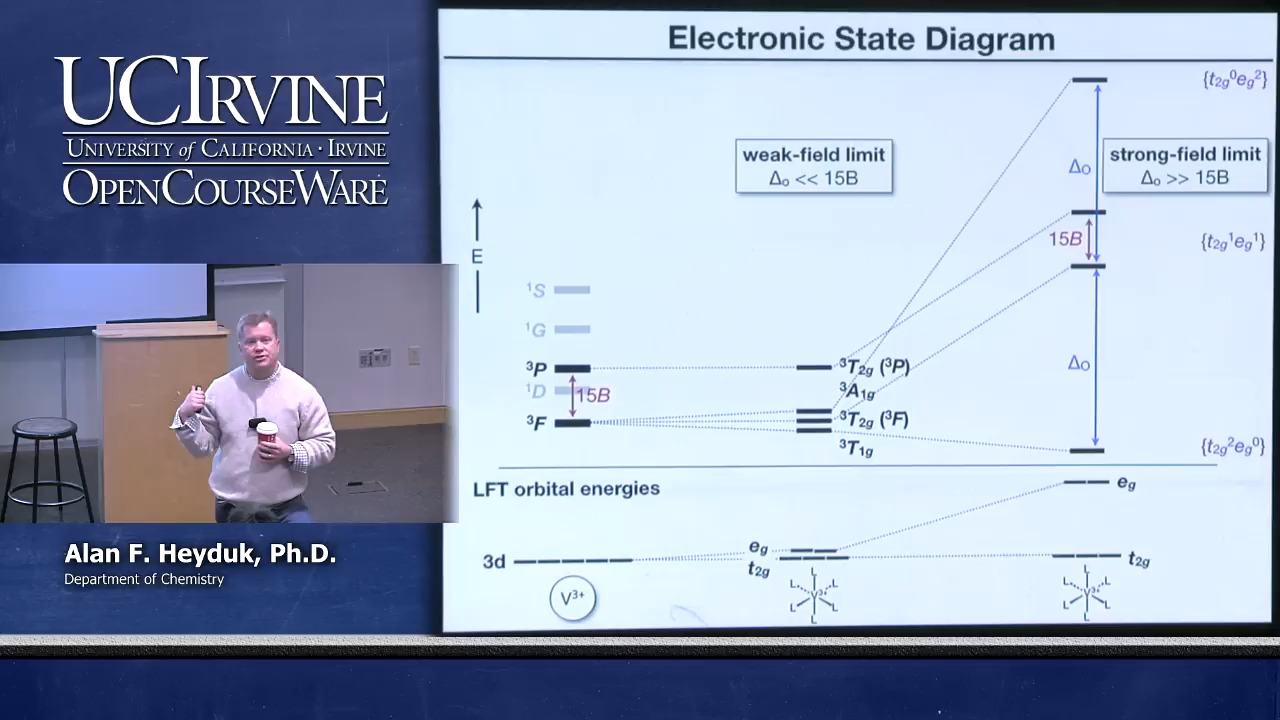 UCIRVINE
UNIVERSITY of CALIFORNIA · IRVINE
OPENCOURSEWARE
Alan F. Heyduk, Ph.D.
Department of Chemistry
Electronic State Diagram
{t₂g⁰eg²}
weak-field limit
Δₒ << 15B
Δₒ
strong-field limit
Δₒ >> 15B
E
15B
{t₂g¹eg¹}
¹S
¹G
³P
³T₂g (³P)
Δₒ
¹D
15B
³A₁g
³F
³T₂g (³F)
³T₁g
{t₂g²eg⁰}
LFT orbital energies
eg
3d
eg
t₂g
t₂g
V³⁺
L
L L
V³⁺
L L
L
L
L L
V³⁺
L L
L